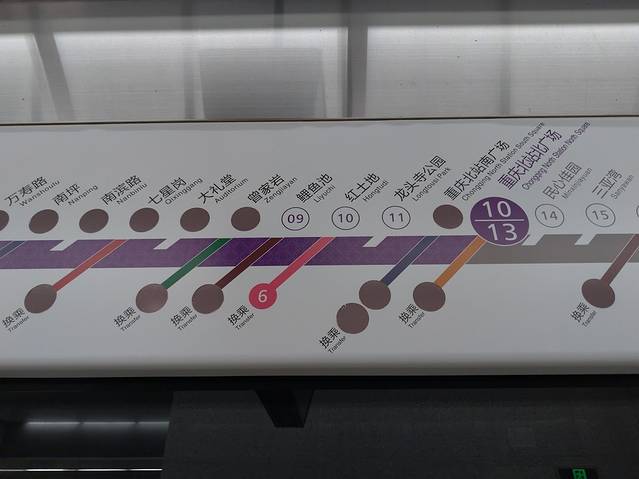 万寿路
Wanshoulu
南坪
Nanping
南滨路
Nanbinlu
七星岗
Qixinggang
大礼堂
Auditorium
曾家岩
Zengjiayan
鲤鱼池
Liyuchi
红土地
Hongtudi
龙头寺公园
Longtousi Park
重庆北站南广场
Chongqing North Station South Square
重庆北站北广场
Chongqing North Station North Square
民心佳园
Minxinjiayuan
三亚湾
Sanyawan
09
10
11
10
13
14
15
换乘
Transfer
换乘
Transfer
换乘
Transfer
6
换乘
Transfer
换乘
Transfer
换乘
Transfer
换乘
Transfer